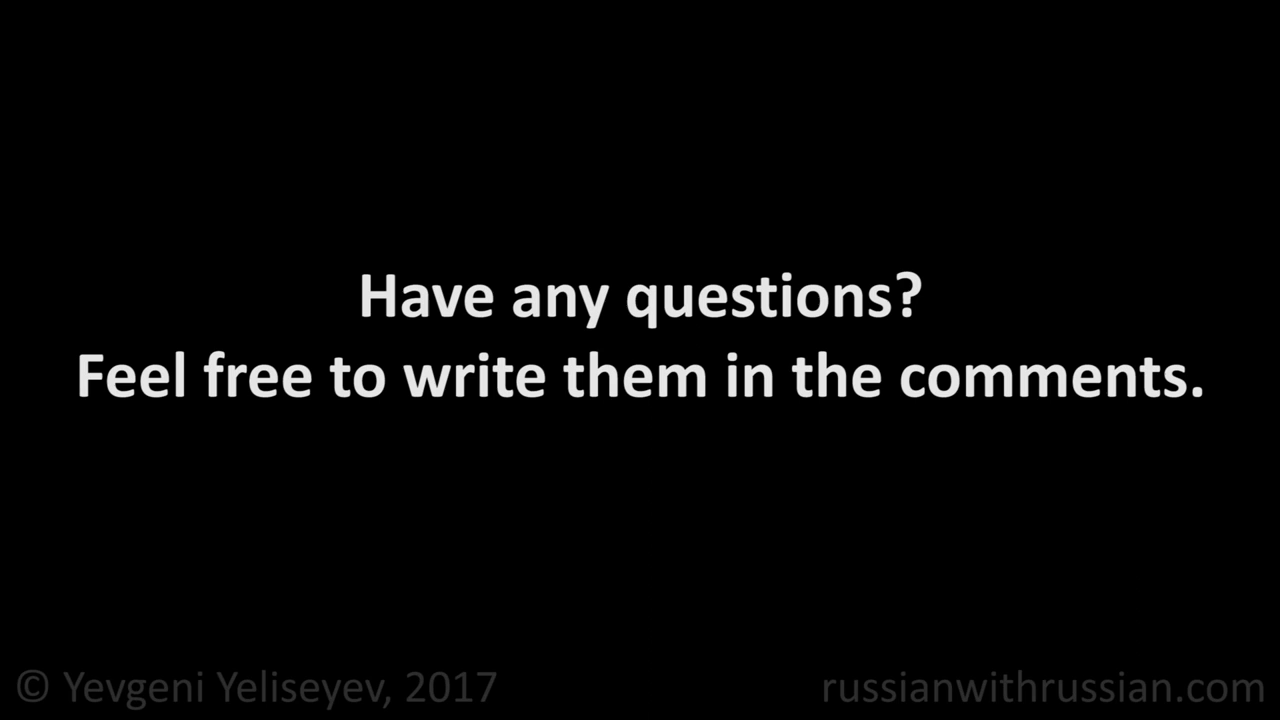 Have any questions?
Feel free to write them in the comments.
© Yevgeni Yeliseyev, 2017
russianwithrussian.com